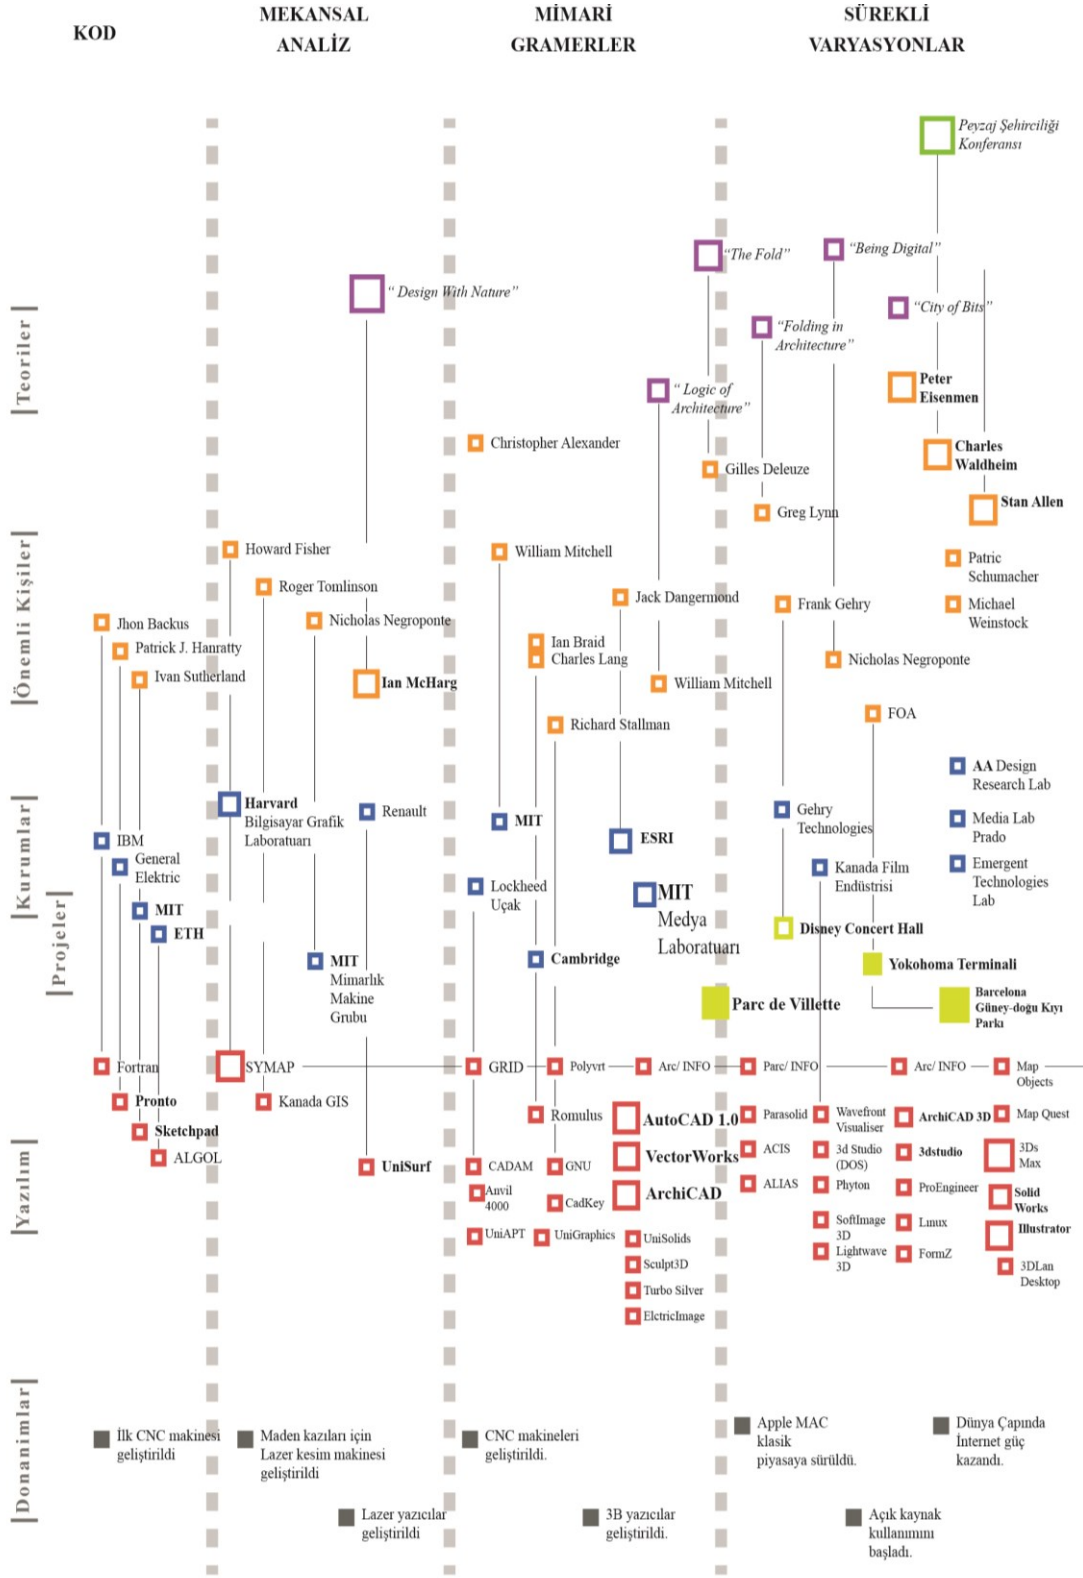 KOD
MEKANSAL
ANALİZ
MİMARİ
GRAMERLER
SÜREKLİ
VARYASYONLAR
Teoriler
Önemli Kişiler
Kurumlar
Projeler
Yazılım
Donanimlar
Jhon Backus
Patrick J. Hanratty
Ivan Sutherland
IBM
General
Elektric
MIT
ETH
Fortran
Pronto
Sketchpad
ALGOL
İlk CNC makinesi
geliştirildi
“ Design With Nature”
Howard Fisher
Roger Tomlinson
Nicholas Negroponte
Ian McHarg
Harvard
Bilgisayar Grafik
Laboratuarı
Renault
MIT
Mimarlık
Makine
Grubu
SYMAP
Kanada GIS
UniSurf
Maden kazıları için
Lazer kesim makinesi
geliştirildi
Lazer yazıcılar
geliştirildi
“The Fold”
“ Logic of
Architecture”
Christopher Alexander
Gilles Deleuze
William Mitchell
Jack Dangermond
Ian Braid
Charles Lang
William Mitchell
Richard Stallman
MIT
ESRI
Lockheed
Uçak
MIT
Medya
Laboratuarı
Cambridge
Parc de Villette
GRID
Polyvrt
Arc/ INFO
Romulus
AutoCAD 1.0
VectorWorks
CADAM
GNU
Anvil
4000
CadKey
ArchiCAD
UniAPT
UniGraphics
UniSolids
Sculpt3D
Turbo Silver
ElctricImage
CNC makineleri
geliştirildi.
3B yazıcılar
geliştirildi.
Peyzaj Şehirciliği
Konferansı
“Being Digital”
“City of Bits”
“Folding in
Architecture”
Peter
Eisenmen
Charles
Waldheim
Stan Allen
Greg Lynn
Patric
Schumacher
Frank Gehry
Michael
Weinstock
Nicholas Negroponte
FOA
AA Design
Research Lab
Gehry
Technologies
Media Lab
Prado
Kanada Film
Endüstrisi
Emergent
Technologies
Lab
Disney Concert Hall
Yokohoma Terminali
Barcelona
Güney-doğu Kıyı
Parkı
Parc/ INFO
Arc/ INFO
Map
Objects
Parasolid
Wavefront
Visualiser
ArchiCAD 3D
Map Quest
ACIS
3d Studio
(DOS)
3dstudio
3Ds
Max
ALIAS
Phyton
ProEngineer
Solid
Works
SoftImage
3D
Lınux
Illustrator
Lightwave
3D
FormZ
3DLan
Desktop
Apple MAC
klasik
piyasaya sürüldü.
Dünya Çapında
İnternet güç
kazandı.
Açık kaynak
kullanımını
başladı.